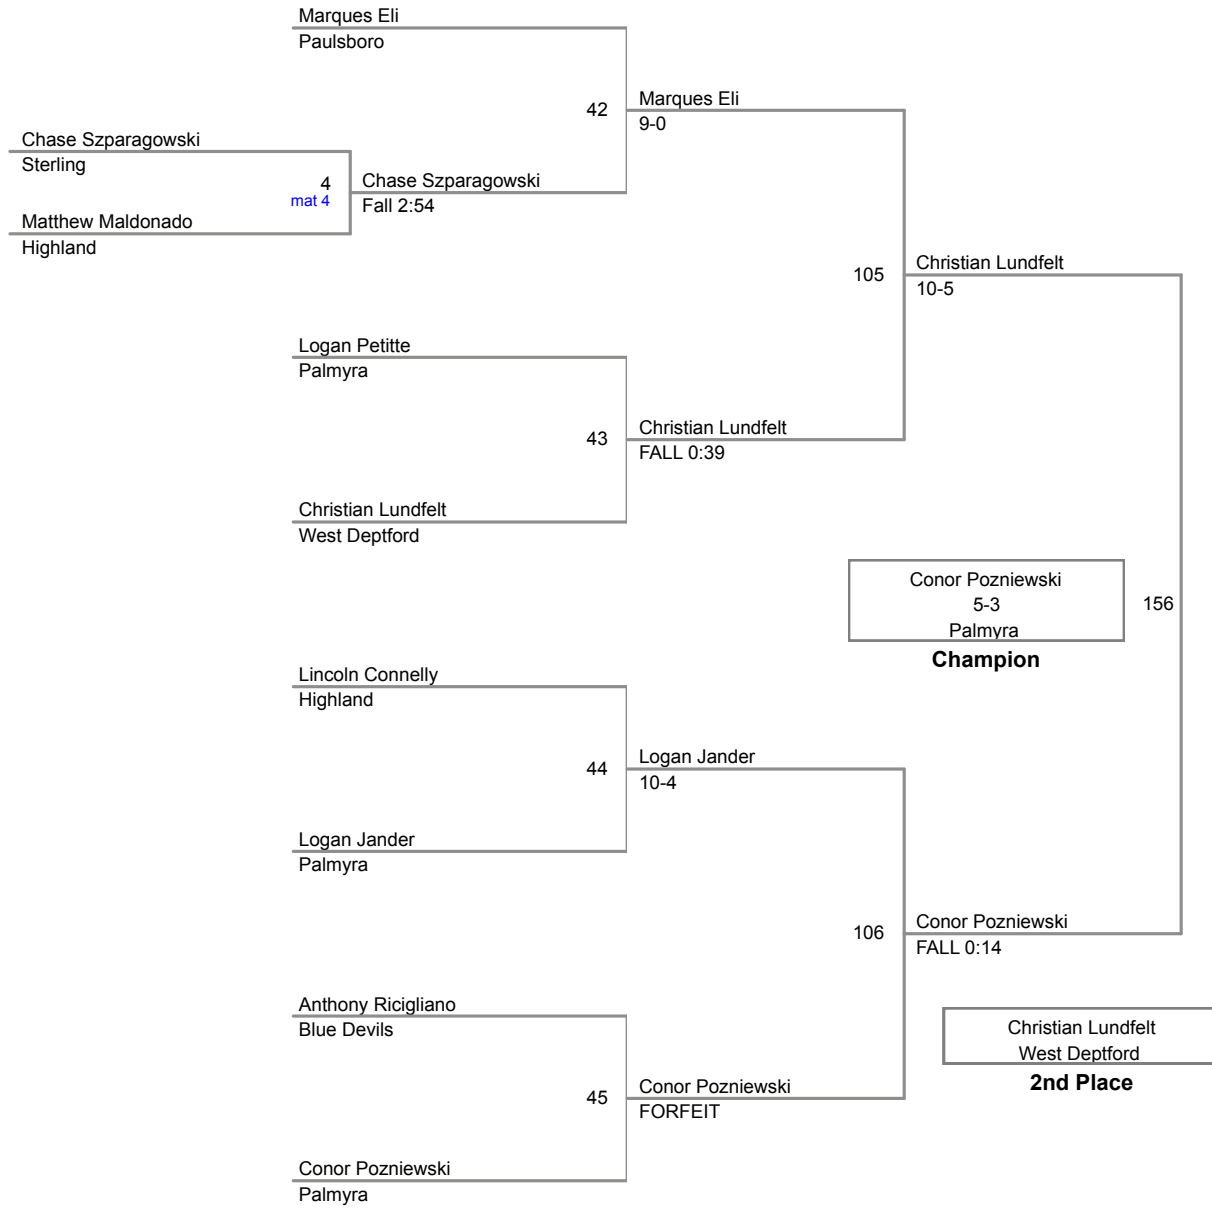 Marques Eli
Paulsboro
42
Marques Eli
9-0
Chase Szparagowski
Sterling
4
mat 4
Chase Szparagowski
Fall 2:54
Matthew Maldonado
Highland
105
Christian Lundfelt
10-5
Logan Petitte
Palmyra
43
Christian Lundfelt
FALL 0:39
Christian Lundfelt
West Deptford
Conor Pozniewski
5-3
Palmyra
Champion
156
Lincoln Connelly
Highland
44
Logan Jander
10-4
Logan Jander
Palmyra
106
Conor Pozniewski
FALL 0:14
Anthony Ricigliano
Blue Devils
Christian Lundfelt
West Deptford
2nd Place
45
Conor Pozniewski
FORFEIT
Conor Pozniewski
Palmyra